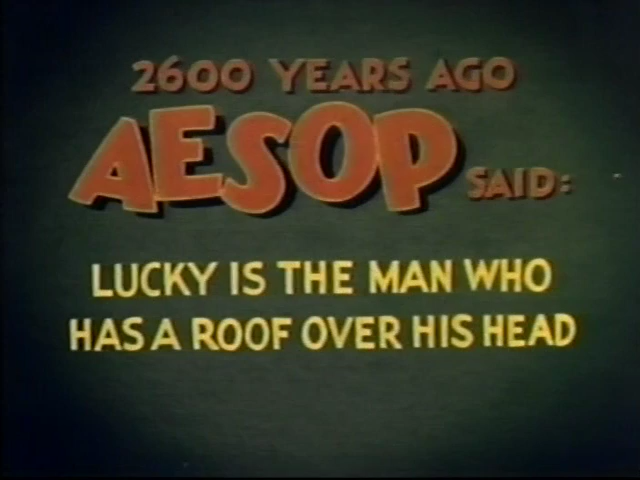 2600 YEARS AGO
AESOP SAID:
LUCKY IS THE MAN WHO
HAS A ROOF OVER HIS HEAD